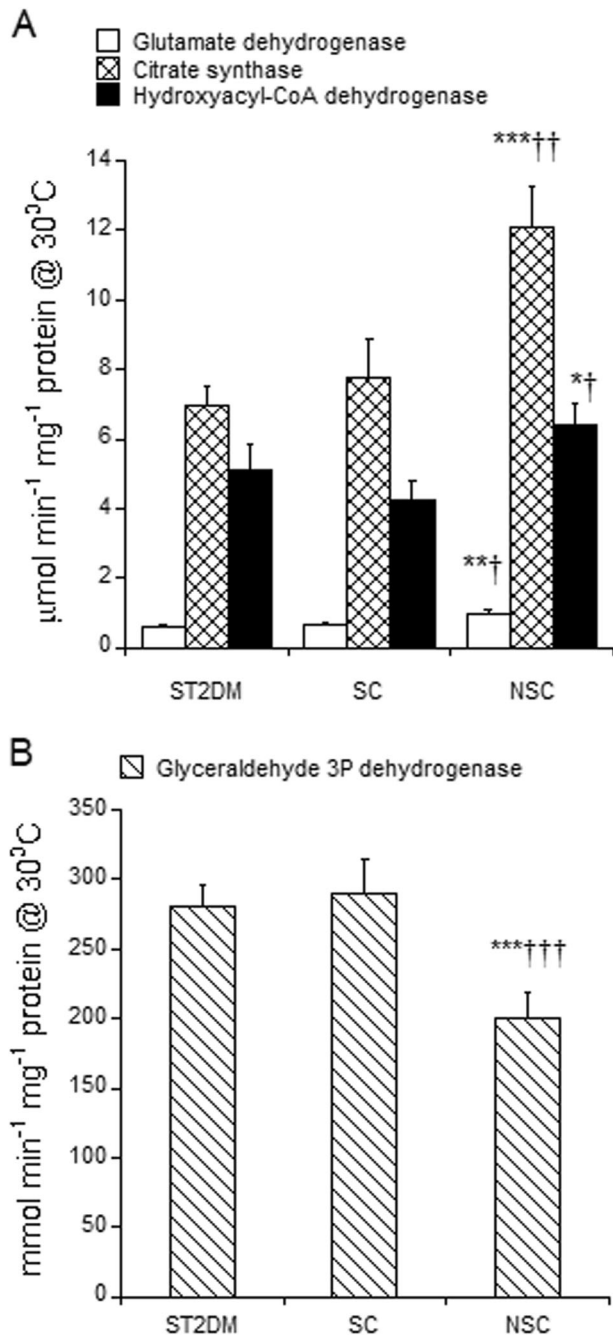 A
Glutamate dehydrogenase
Citrate synthase
Hydroxyacyl-CoA dehydrogenase
μmol min⁻¹ mg⁻¹ protein @ 30³C
14
12
10
8
6
4
2
0
***††
*†
**†
ST2DM SC NSC
B
Glyceraldehyde 3P dehydrogenase
mmol min⁻¹ mg⁻¹ protein @ 30³C
350
300
250
200
150
100
50
0
***†††
ST2DM SC NSC